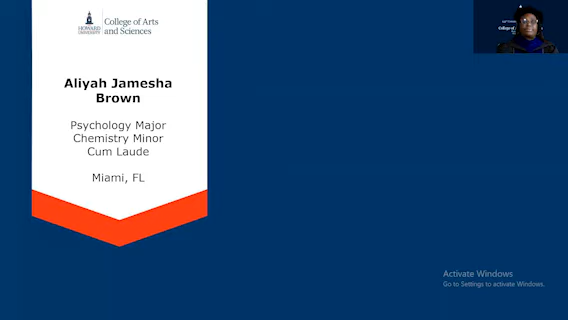 HOWARD
UNIVERSITY
College of Arts
and Sciences
Aliyah Jamesha
Brown
Psychology Major
Chemistry Minor
Cum Laude
Miami, FL
Activate Windows
Go to Settings to activate Windows.